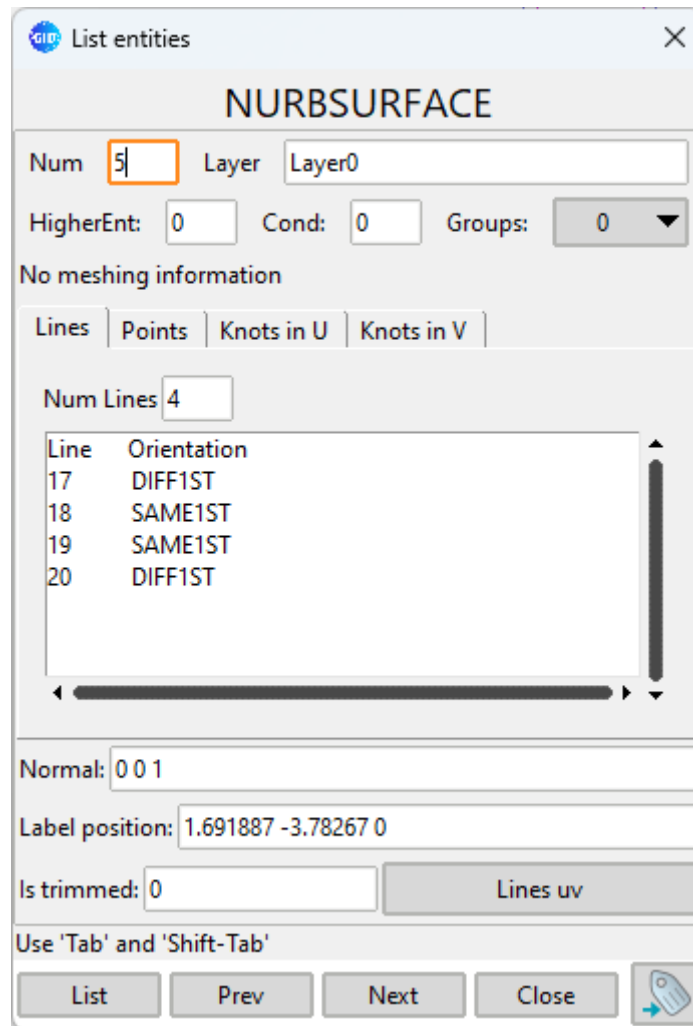 GID List entities
NURBSURFACE
Num 5 Layer Layer0
HigherEnt: 0 Cond: 0 Groups: 0
No meshing information
Lines Points Knots in U Knots in V
Num Lines 4
Line Orientation
17 DIFF1ST
18 SAME1ST
19 SAME1ST
20 DIFF1ST
Normal: 0 0 1
Label position: 1.691887 -3.78267 0
Is trimmed: 0 Lines uv
Use 'Tab' and 'Shift-Tab'
List Prev Next Close